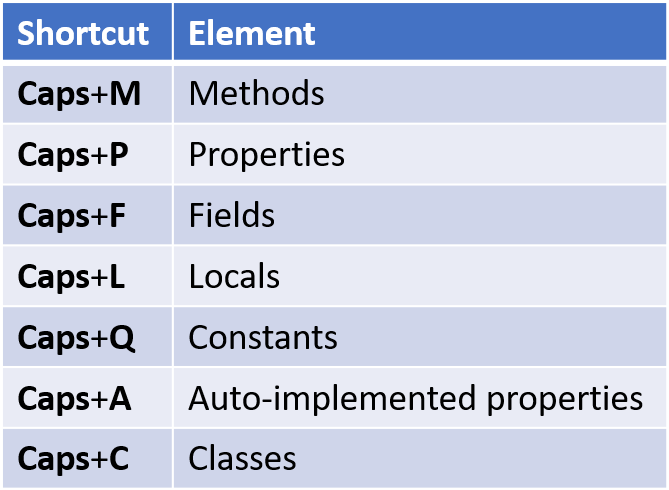 Shortcut Element
Caps+M Methods
Caps+P Properties
Caps+F Fields
Caps+L Locals
Caps+Q Constants
Caps+A Auto-implemented properties
Caps+C Classes